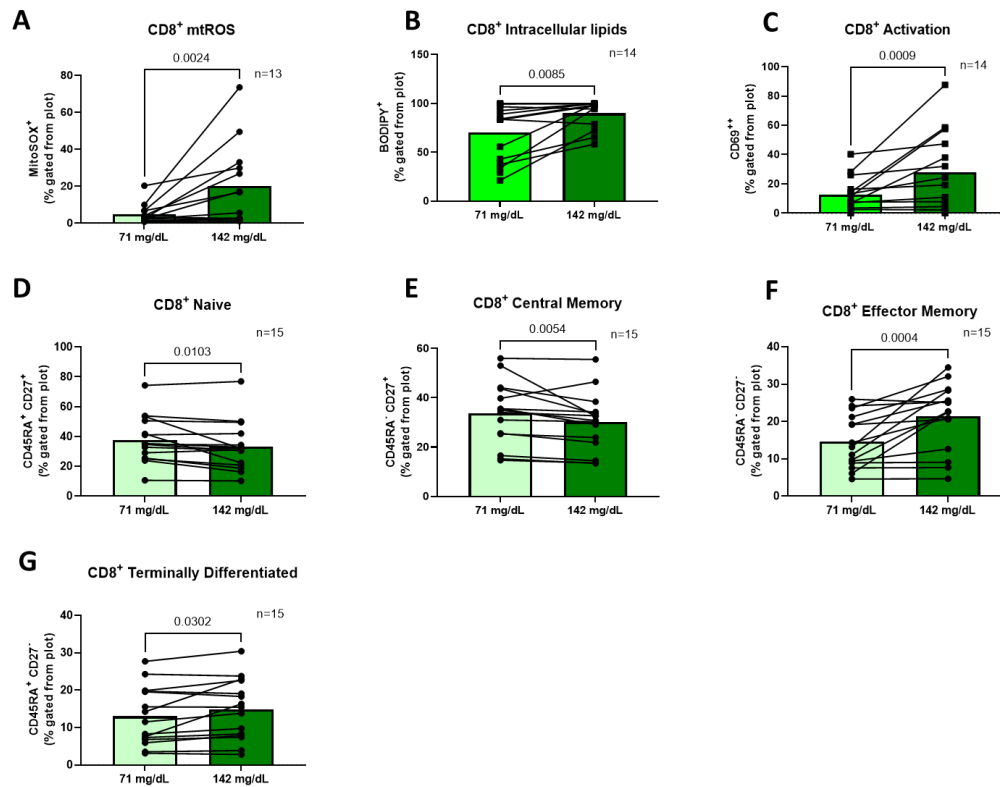 A
CD8⁺ mtROS
0.0024
n=13
MitoSOX⁺
(% gated from plot)
80
60
40
20
0
71 mg/dL
142 mg/dL
B
CD8⁺ Intracellular lipids
n=14
0.0085
BODIPY⁺
(% gated from plot)
150
100
50
0
71 mg/dL
142 mg/dL
C
CD8⁺ Activation
0.0009
n=14
CD69⁺⁺
(% gated from plot)
100
80
60
40
20
0
71 mg/dL
142 mg/dL
D
CD8⁺ Naive
n=15
0.0103
CD45RA⁺ CD27⁺
(% gated from plot)
100
80
60
40
20
0
71 mg/dL
142 mg/dL
E
CD8⁺ Central Memory
0.0054
n=15
CD45RA⁻ CD27⁺
(% gated from plot)
60
40
20
0
71 mg/dL
142 mg/dL
F
CD8⁺ Effector Memory
n=15
0.0004
CD45RA⁻ CD27⁻
(% gated from plot)
40
30
20
10
0
71 mg/dL
142 mg/dL
G
CD8⁺ Terminally Differentiated
n=15
0.0302
CD45RA⁺ CD27⁻
(% gated from plot)
40
30
20
10
0
71 mg/dL
142 mg/dL